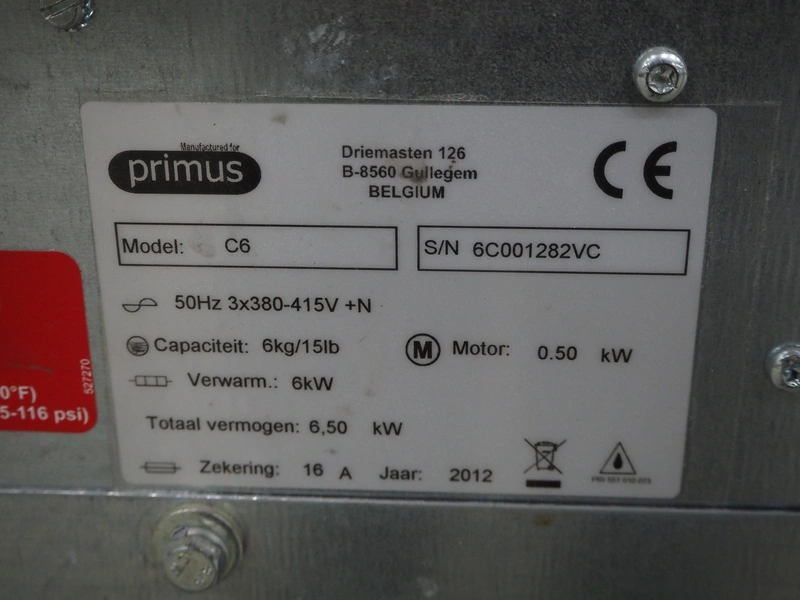 Manufactured for
primus
Driemasten 126
B-8560 Gullegem
BELGIUM
CE
Model: C6
S/N 6C001282VC
50Hz 3x380-415V +N
Capaciteit: 6kg/15lb
M Motor: 0.50 kW
Verwarm.: 6kW
Totaal vermogen: 6,50 kW
Zekering: 16 A Jaar: 2012
527270
0°F)
5-116 psi)